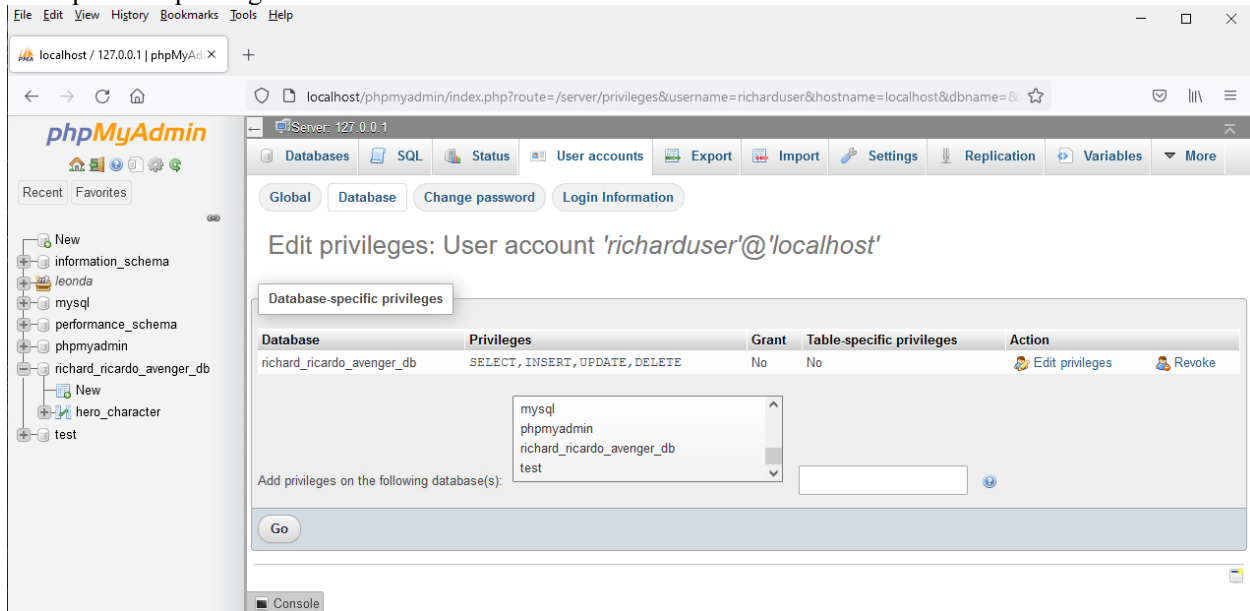 File Edit View History Bookmarks Tools Help
localhost / 127.0.0.1 | phpMyAd
localhost/phpmyadmin/index.php?route=/server/privileges&username=richarduser&hostname=localhost&dbname=&
phpMyAdmin
Recent Favorites
New
information_schema
leonda
mysql
performance_schema
phpmyadmin
richard_ricardo_avenger_db
New
hero_character
test
Server: 127.0.0.1
Databases SQL Status User accounts Export Import Settings Replication Variables More
Global Database Change password Login Information
Edit privileges: User account 'richarduser'@'localhost'
Database-specific privileges
Database Privileges Grant Table-specific privileges Action
richard_ricardo_avenger_db SELECT, INSERT, UPDATE, DELETE No No Edit privileges Revoke
mysql
phpmyadmin
richard_ricardo_avenger_db
test
Add privileges on the following database(s):
Go
Console